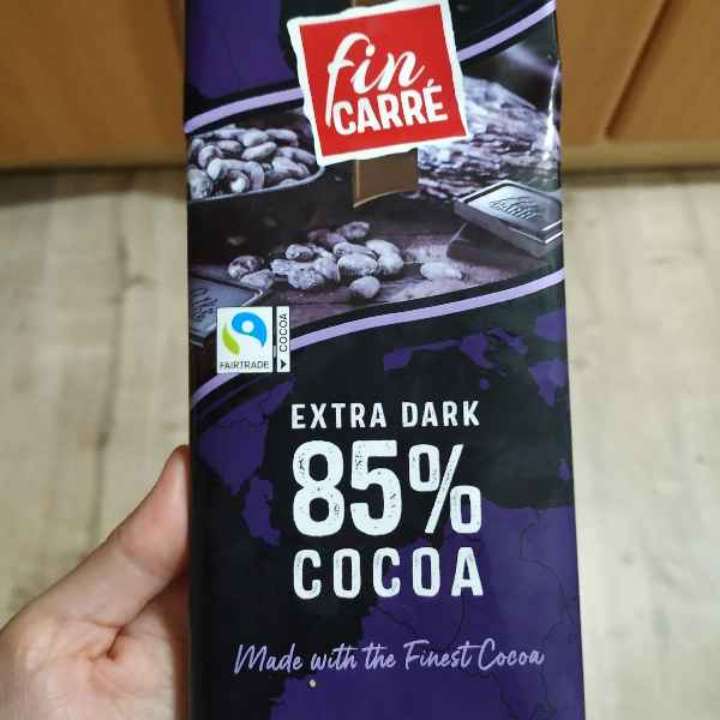 fin
CARRÉ
FAIRTRADE
COCOA
EXTRA DARK
85%
COCOA
Made with the Finest Cocoa